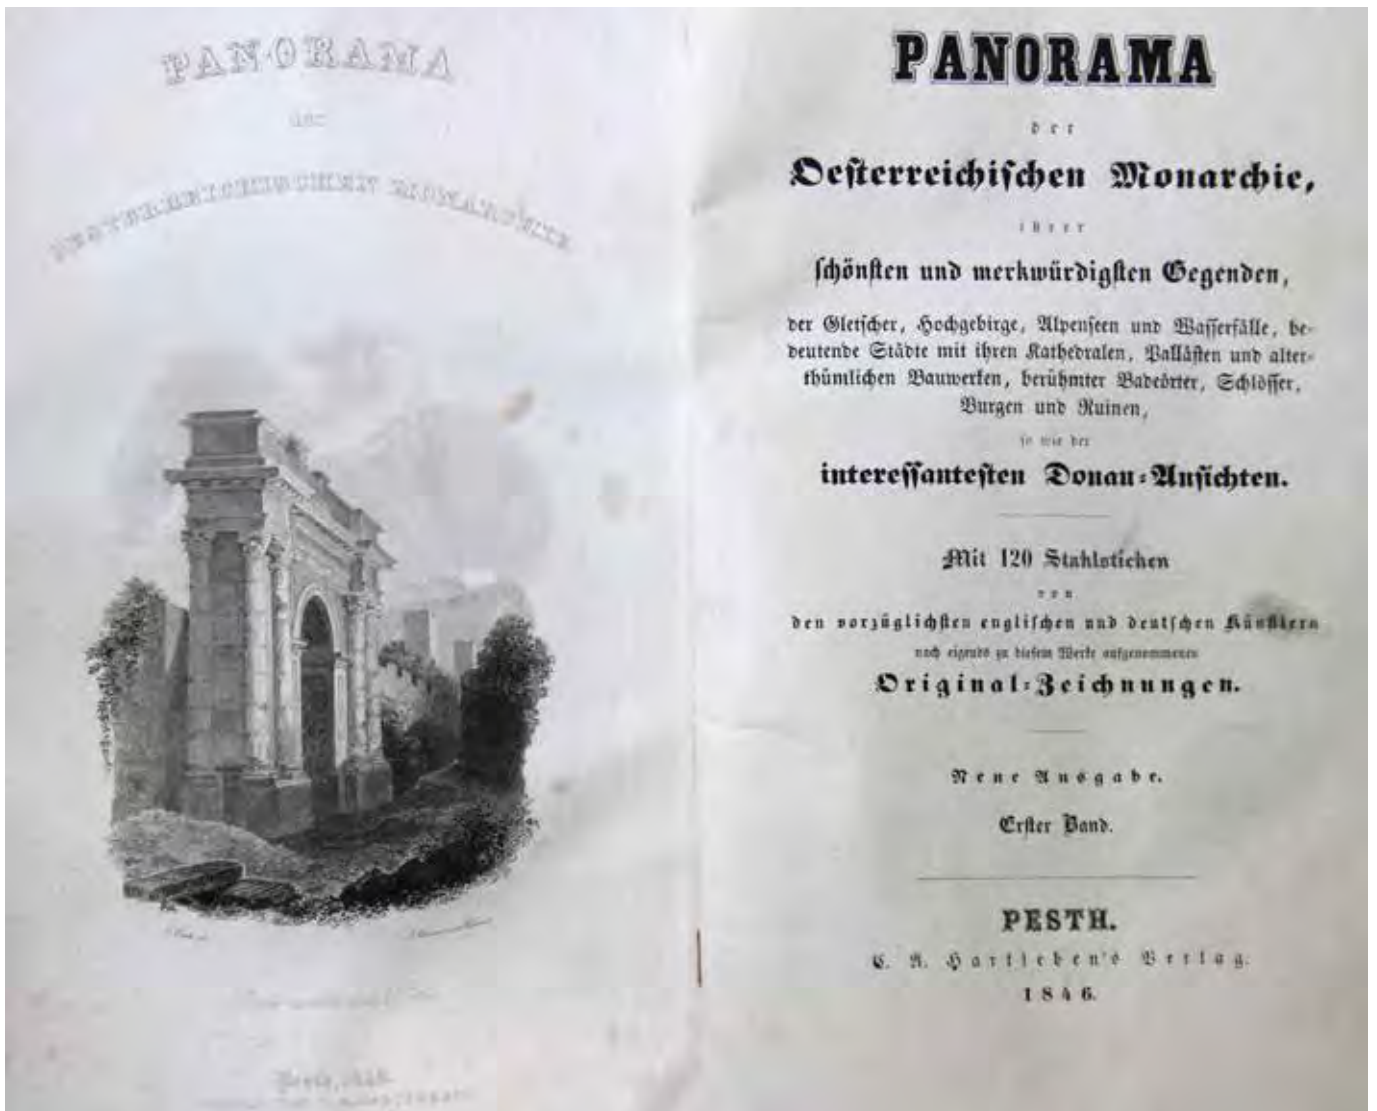 PANORAMA
der
OESTERREICHISCHEN MONARCHIE
PANORAMA
der
Oesterreichischen Monarchie,
ihrer
schönsten und merkwürdigsten Gegenden,
der Gletscher, Hochgebirge, Alpenseen und Wasserfälle, be-
deutende Städte mit ihren Kathedralen, Pallästen und alter-
thümlichen Bauwerken, berühmter Badeörter, Schlösser,
Burgen und Ruinen,
so wie der
interessantesten Donau-Ansichten.
Mit 120 Stahlstichen
von
den vorzüglichsten englischen und deutschen Künstlern
nach eigends zu diesem Werke aufgenommenen
Original-Zeichnungen.
Neue Ausgabe.
Erster Band.
PESTH.
C. A. Hartleben's Verlag.
1846.